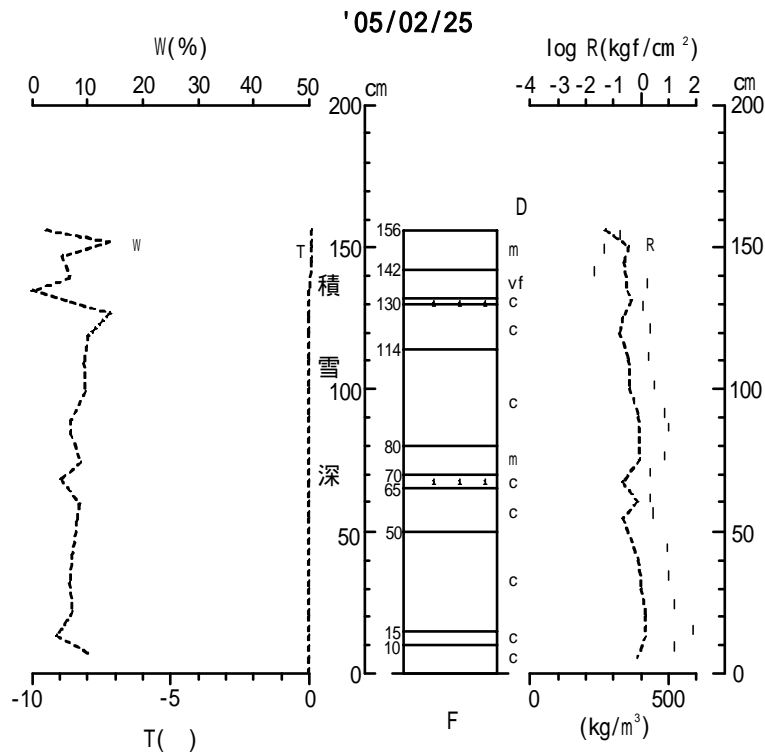 '05/02/25
W(%)
log R(kgf/cm²)
0 10 20 30 40 50 cm
-4 -3 -2 -1 0 1 2 cm
200 200
D
156
W T m R
150 142 150
積 vf
130 c
c
114
雪
100 c 100
80
m
深 70 c
65
c
50 50 50
c
15 c
10 c
0 0
-10 -5 0
0 500
F
T( )
(kg/m³)